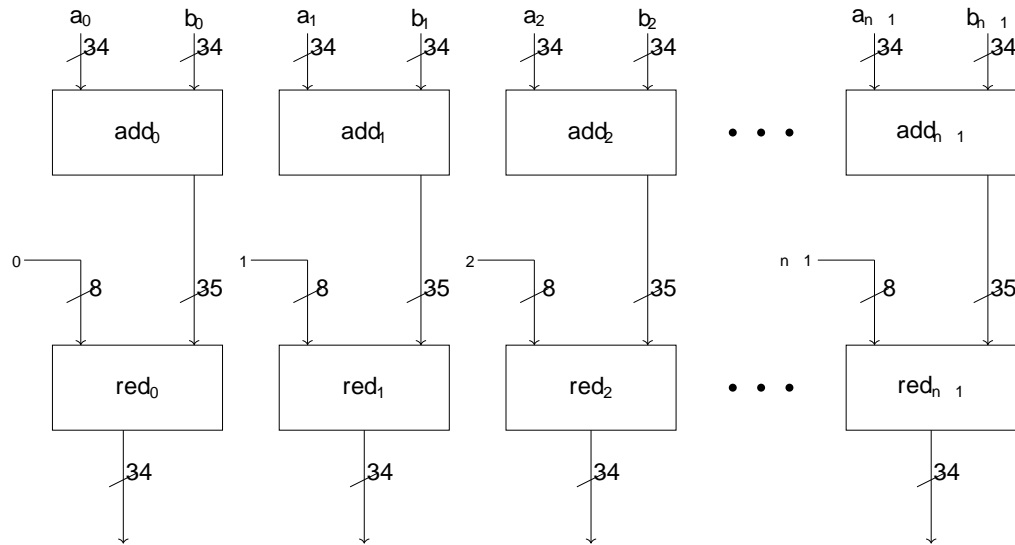 a₀ b₀ a₁ b₁ a₂ b₂ aₙ ₁ bₙ ₁
34 34 34 34 34 34 34 34
add₀ add₁ add₂ • • • addₙ ₁
₀ ₁ ₂ ₙ ₁
8 35 8 35 8 35 8 35
red₀ red₁ red₂ • • • redₙ ₁
34 34 34 34